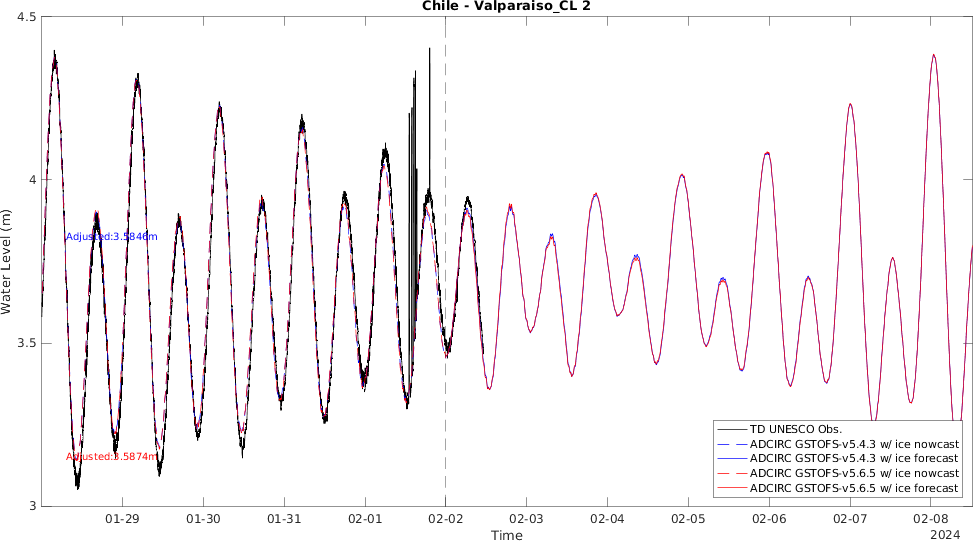 Chile - Valparaiso_CL 2
4.5
4
3.5
3
Water Level (m)
Adjusted:3.5846m
Adjusted:3.5874m
TD UNESCO Obs.
ADCIRC GSTOFS-v5.4.3 w/ ice nowcast
ADCIRC GSTOFS-v5.4.3 w/ ice forecast
ADCIRC GSTOFS-v5.6.5 w/ ice nowcast
ADCIRC GSTOFS-v5.6.5 w/ ice forecast
01-29 01-30 01-31 02-01 02-02 02-03 02-04 02-05 02-06 02-07 02-08
Time
2024